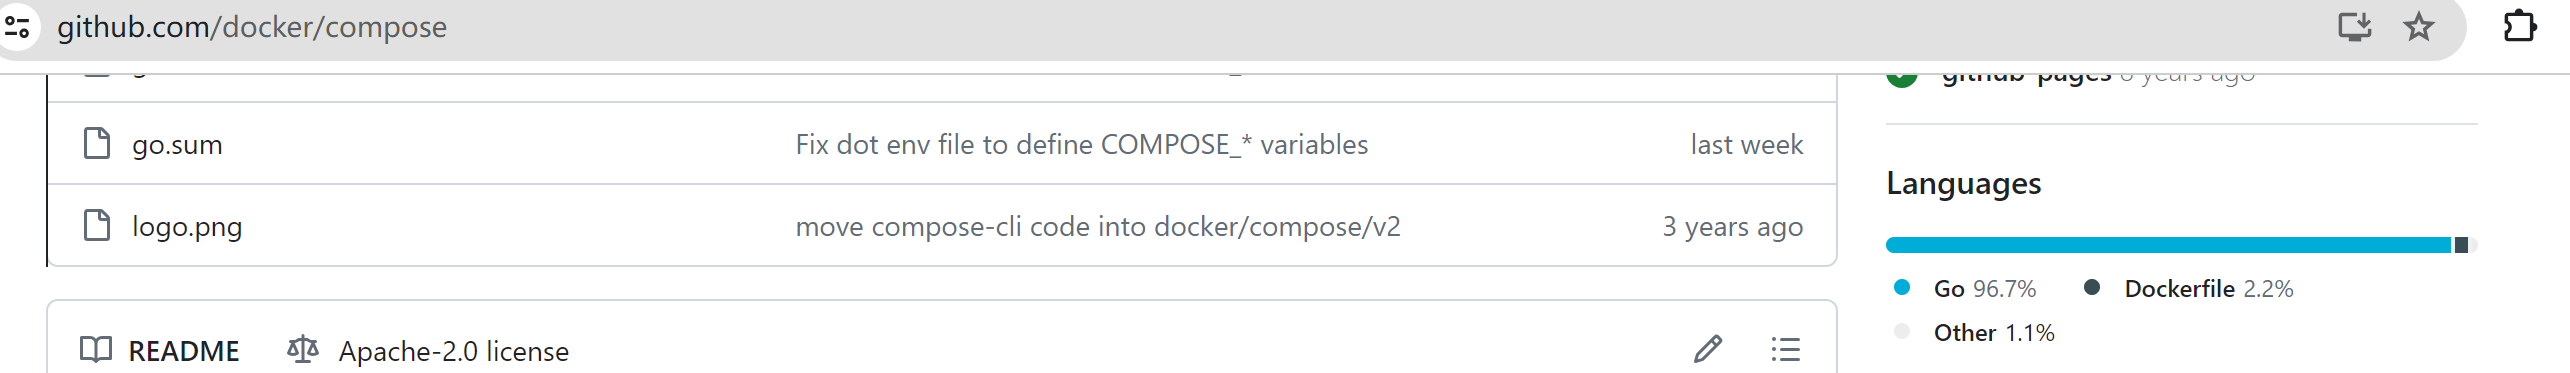 github.com/docker/compose
github-pages 6 years ago
go.sum Fix dot env file to define COMPOSE_* variables last week
logo.png move compose-cli code into docker/compose/v2 3 years ago
README Apache-2.0 license
Languages
Go 96.7% Dockerfile 2.2%
Other 1.1%